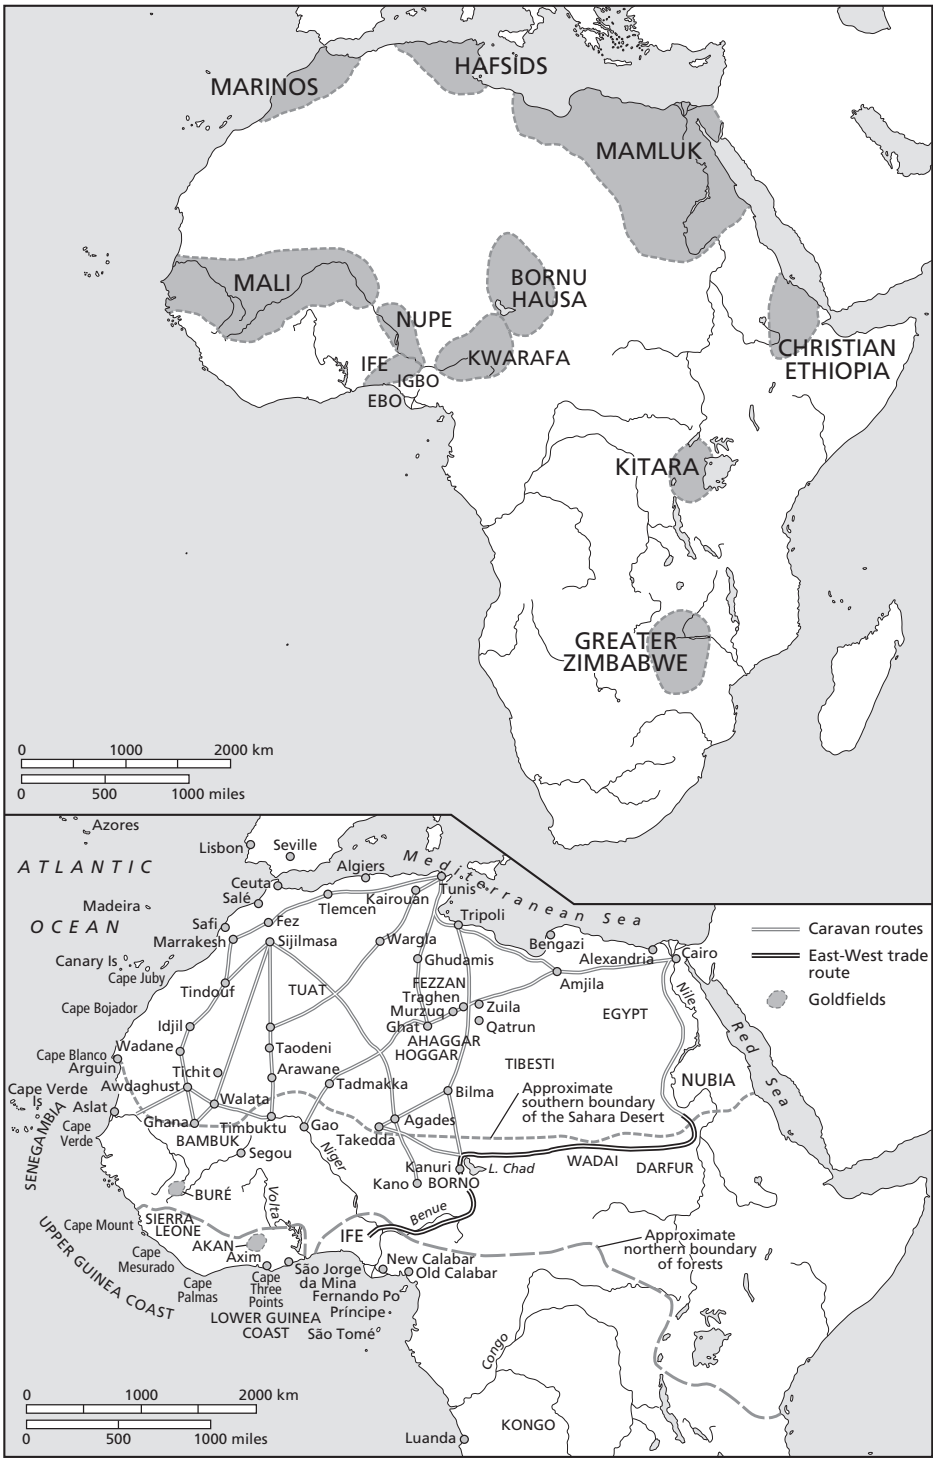 MARINOS
HAFSIDS
MAMLUK
MALI
BORNU
HAUSA
NUPE
KWARAFA
IFE
IGBO
EBO
CHRISTIAN
ETHIOPIA
KITARA
GREATER
ZIMBABWE
0 1000 2000 km
0 500 1000 miles
Azores
ATLANTIC
OCEAN
Lisbon
Seville
Algiers
Mediterranean Sea
Ceuta
Salé
Tunis
Kairouan
Tlemcen
Madeira
Safi
Fez
Tripoli
Marrakesh
Sijilmasa
Wargla
Bengazi
Alexandria
Cairo
Caravan routes
East-West trade
route
Goldfields
Canary Is
Cape Juby
Ghudamis
Amjila
Tindouf
TUAT
FEZZAN
Traghen
Murzuq
Zuila
Nile
Cape Bojador
EGYPT
Idjil
Ghat
Qatrun
Red Sea
AHAGGAR
HOGGAR
Wadane
Taodeni
Cape Blanco
Arguin
TIBESTI
Tichit
Arawane
Tadmakka
NUBIA
Cape Verde
Is
Awdaghust
Walata
Bilma
Approximate
southern boundary
of the Sahara Desert
Aslat
Ghana
Timbuktu
Gao
Agades
Cape
Verde
BAMBUK
Takedda
SENEGAMBIA
Segou
Niger
Kanuri
L. Chad
WADAI
DARFUR
Kano
BORNO
BURÉ
Volta
Benue
Cape Mount
SIERRA
LEONE
IFE
Approximate
northern boundary
of forests
AKAN
Axim
UPPER GUINEA COAST
Cape
Mesurado
New Calabar
Old Calabar
São Jorge
da Mina
Cape
Palmas
Cape
Three
Points
Fernando Po
Príncipe
LOWER GUINEA
COAST
São Tomé
Congo
0 1000 2000 km
0 500 1000 miles
KONGO
Luanda